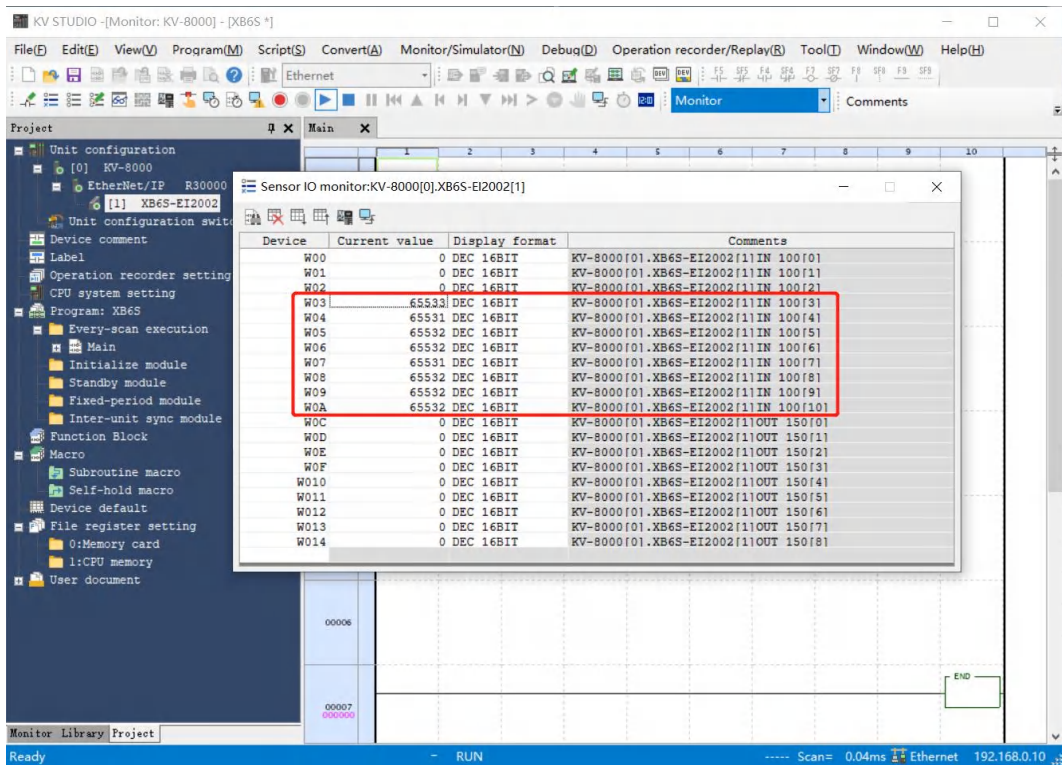 KV STUDIO -[Monitor: KV-8000] - [XB6S *]
File(F) Edit(E) View(V) Program(M) Script(S) Convert(A) Monitor/Simulator(N) Debug(D) Operation recorder/Replay(R) Tool(T) Window(W) Help(H)
Ethernet
F5 SF5 F4 SF4 F3 SF3 F8 SF8 F9 SF9
Monitor Comments
Project
Main
1 2 3 4 5 6 7 8 9 10
Unit configuration
[0] KV-8000
EtherNet/IP R30000
[1] XB6S-EI2002
Unit configuration switc
Device comment
Label
Operation recorder setting
CPU system setting
Program: XB6S
Every-scan execution
Main
Initialize module
Standby module
Fixed-period module
Inter-unit sync module
Function Block
Macro
Subroutine macro
Self-hold macro
Device default
File register setting
0:Memory card
1:CPU memory
User document
Sensor IO monitor:KV-8000[0].XB6S-EI2002[1]
Device Current value Display format Comments
W00 0 DEC 16BIT KV-8000[0].XB6S-EI2002[1]IN 100[0]
W01 0 DEC 16BIT KV-8000[0].XB6S-EI2002[1]IN 100[1]
W02 0 DEC 16BIT KV-8000[0].XB6S-EI2002[1]IN 100[2]
W03 65533 DEC 16BIT KV-8000[0].XB6S-EI2002[1]IN 100[3]
W04 65531 DEC 16BIT KV-8000[0].XB6S-EI2002[1]IN 100[4]
W05 65532 DEC 16BIT KV-8000[0].XB6S-EI2002[1]IN 100[5]
W06 65532 DEC 16BIT KV-8000[0].XB6S-EI2002[1]IN 100[6]
W07 65531 DEC 16BIT KV-8000[0].XB6S-EI2002[1]IN 100[7]
W08 65532 DEC 16BIT KV-8000[0].XB6S-EI2002[1]IN 100[8]
W09 65532 DEC 16BIT KV-8000[0].XB6S-EI2002[1]IN 100[9]
W0A 65532 DEC 16BIT KV-8000[0].XB6S-EI2002[1]IN 100[10]
W0C 0 DEC 16BIT KV-8000[0].XB6S-EI2002[1]OUT 150[0]
W0D 0 DEC 16BIT KV-8000[0].XB6S-EI2002[1]OUT 150[1]
W0E 0 DEC 16BIT KV-8000[0].XB6S-EI2002[1]OUT 150[2]
W0F 0 DEC 16BIT KV-8000[0].XB6S-EI2002[1]OUT 150[3]
W010 0 DEC 16BIT KV-8000[0].XB6S-EI2002[1]OUT 150[4]
W011 0 DEC 16BIT KV-8000[0].XB6S-EI2002[1]OUT 150[5]
W012 0 DEC 16BIT KV-8000[0].XB6S-EI2002[1]OUT 150[6]
W013 0 DEC 16BIT KV-8000[0].XB6S-EI2002[1]OUT 150[7]
W014 0 DEC 16BIT KV-8000[0].XB6S-EI2002[1]OUT 150[8]
00006
END
00007
000000
Monitor Library Project
Ready - RUN ----- Scan= 0.04ms Ethernet 192.168.0.10